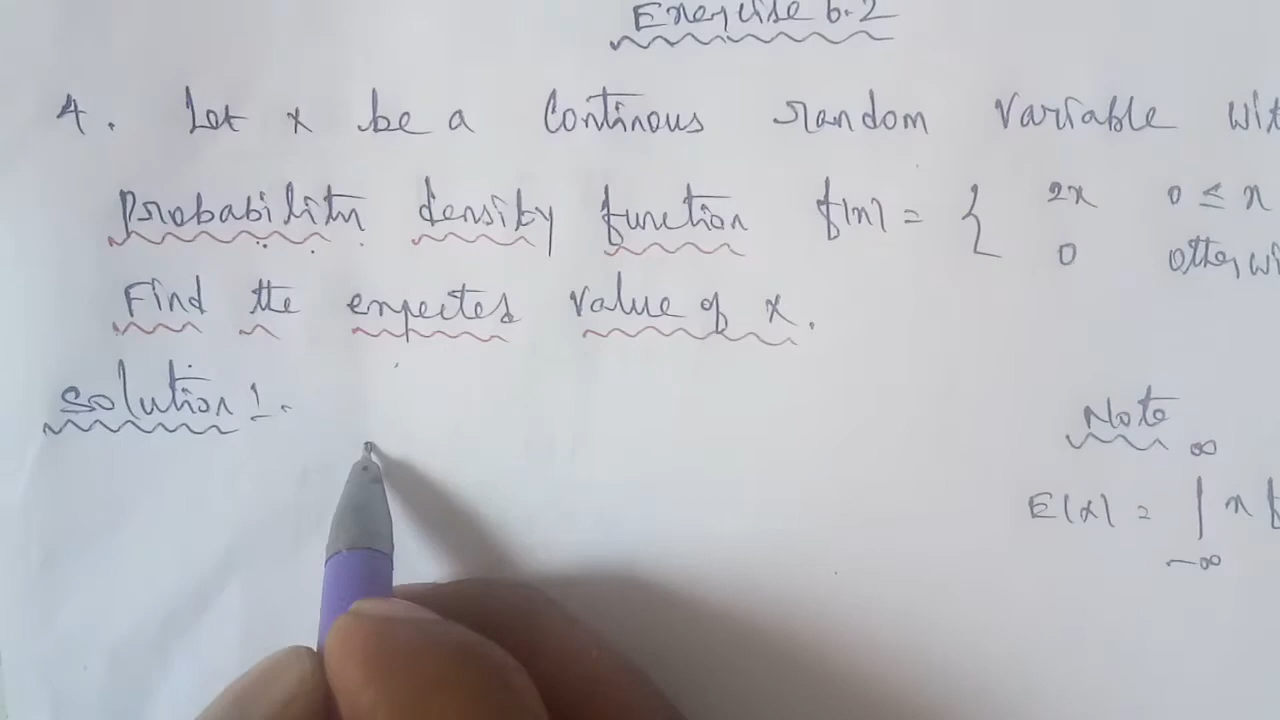 Exercise 6.2
4. Let x be a Continous random variable wit
Probability density function f(x) = { 2x 0 ≤ x
0 otherwi
Find the expected value of x.
Solution:.
Note
E(x) = ∫ x f
∞
-∞